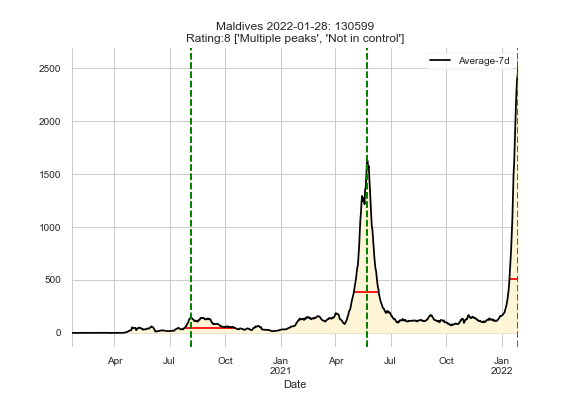 Maldives 2022-01-28: 130599
Rating:8 ['Multiple peaks', 'Not in control']
Average-7d
2500
2000
1500
1000
500
0
Apr Jul Oct Jan Apr Jul Oct Jan
2021 2022
Date